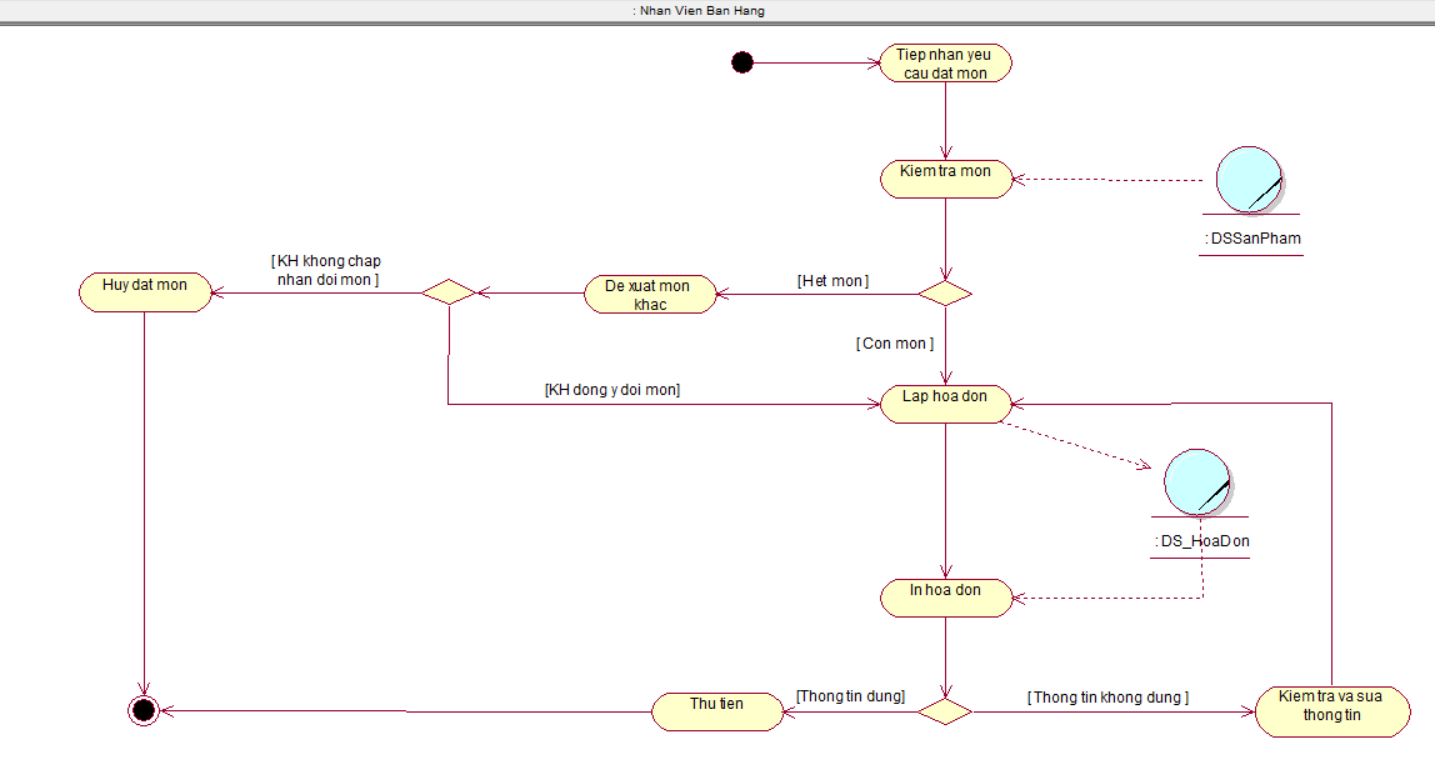 : Nhan Vien Ban Hang
Tiep nhan yeu
cau dat mon
Kiem tra mon
: DSSanPham
[ KH khong chap
nhan doi mon ]
Huy dat mon
De xuat mon
khac
[Het mon ]
[ Con mon ]
[KH dong y doi mon]
Lap hoa don
: DS_HoaDon
In hoa don
Thu tien
[Thong tin dung]
[ Thong tin khong dung ]
Kiem tra va sua
thong tin